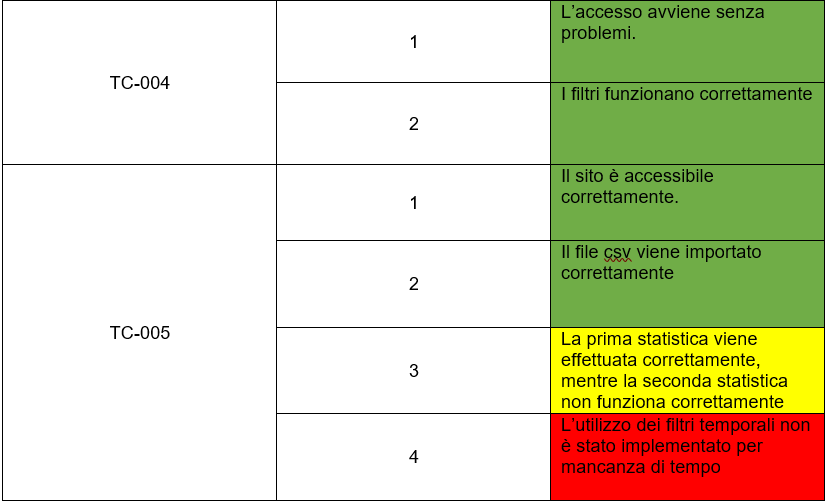 TC-004
1
L'accesso avviene senza
problemi.
2
I filtri funzionano correttamente
TC-005
1
Il sito è accessibile
correttamente.
2
Il file csv viene importato
correttamente
3
La prima statistica viene
effettuata correttamente,
mentre la seconda statistica
non funziona correttamente
4
L'utilizzo dei filtri temporali non
è stato implementato per
mancanza di tempo